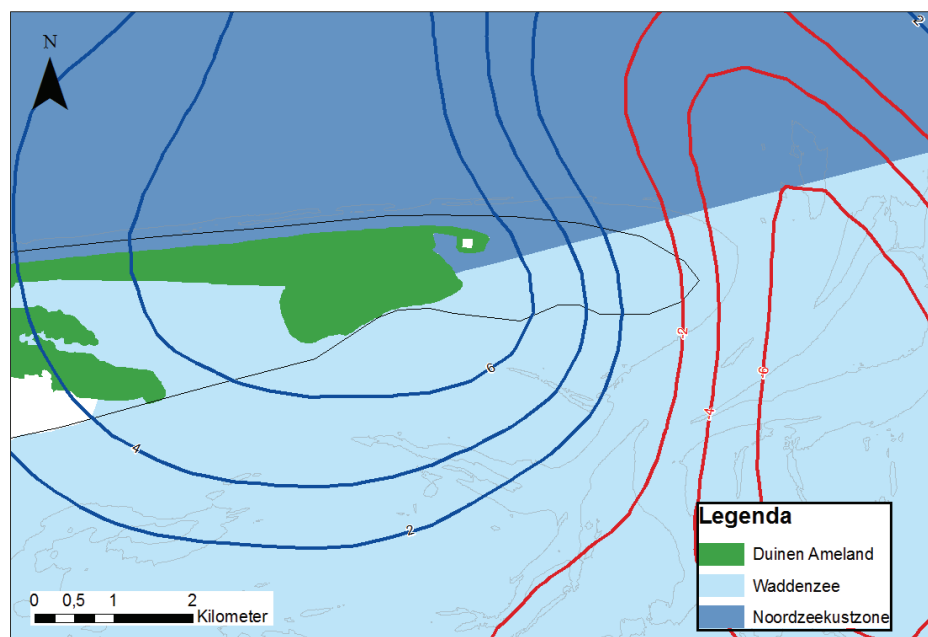 2
N
6
4
2
-2
-4
-6
Legenda
Duinen Ameland
Waddenzee
Noordzeekustzone
0 0,5 1 2
Kilometer